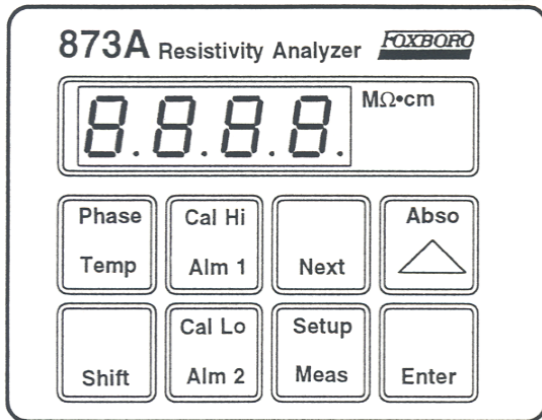 873A Resistivity Analyzer FOXBORO
8.8.8.8. MΩ•cm
Phase Cal Hi Abso
Temp Alm 1 Next
Cal Lo Setup
Shift Alm 2 Meas Enter